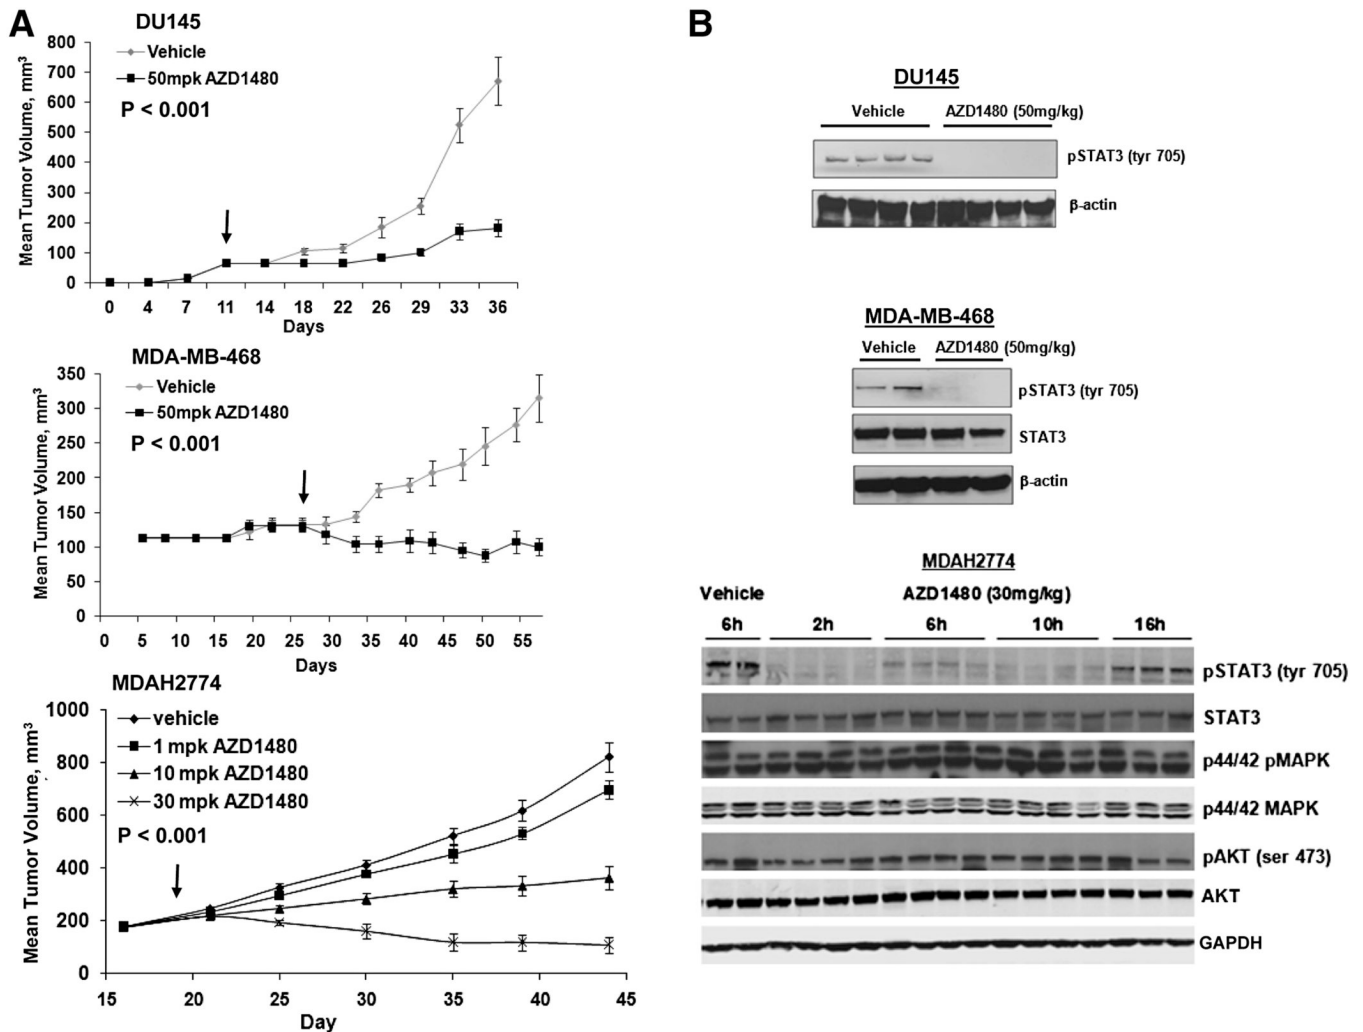 A
DU145
Mean Tumor Volume, mm³
800
700
600
500
400
300
200
100
0
Vehicle
50mpk AZD1480
P < 0.001
0 4 7 11 14 18 22 26 29 33 36
Days
MDA-MB-468
Mean Tumor Volume, mm³
350
300
250
200
150
100
50
0
Vehicle
50mpk AZD1480
P < 0.001
0 5 10 15 20 25 30 35 40 45 50 55
Days
MDAH2774
Mean Tumor Volume, mm³
1000
800
600
400
200
0
vehicle
1 mpk AZD1480
10 mpk AZD1480
30 mpk AZD1480
P < 0.001
15 20 25 30 35 40 45
Day
B
DU145
Vehicle AZD1480 (50mg/kg)
pSTAT3 (tyr 705)
β-actin
MDA-MB-468
Vehicle AZD1480 (50mg/kg)
pSTAT3 (tyr 705)
STAT3
β-actin
MDAH2774
Vehicle AZD1480 (30mg/kg)
6h 2h 6h 10h 16h
pSTAT3 (tyr 705)
STAT3
p44/42 pMAPK
p44/42 MAPK
pAKT (ser 473)
AKT
GAPDH